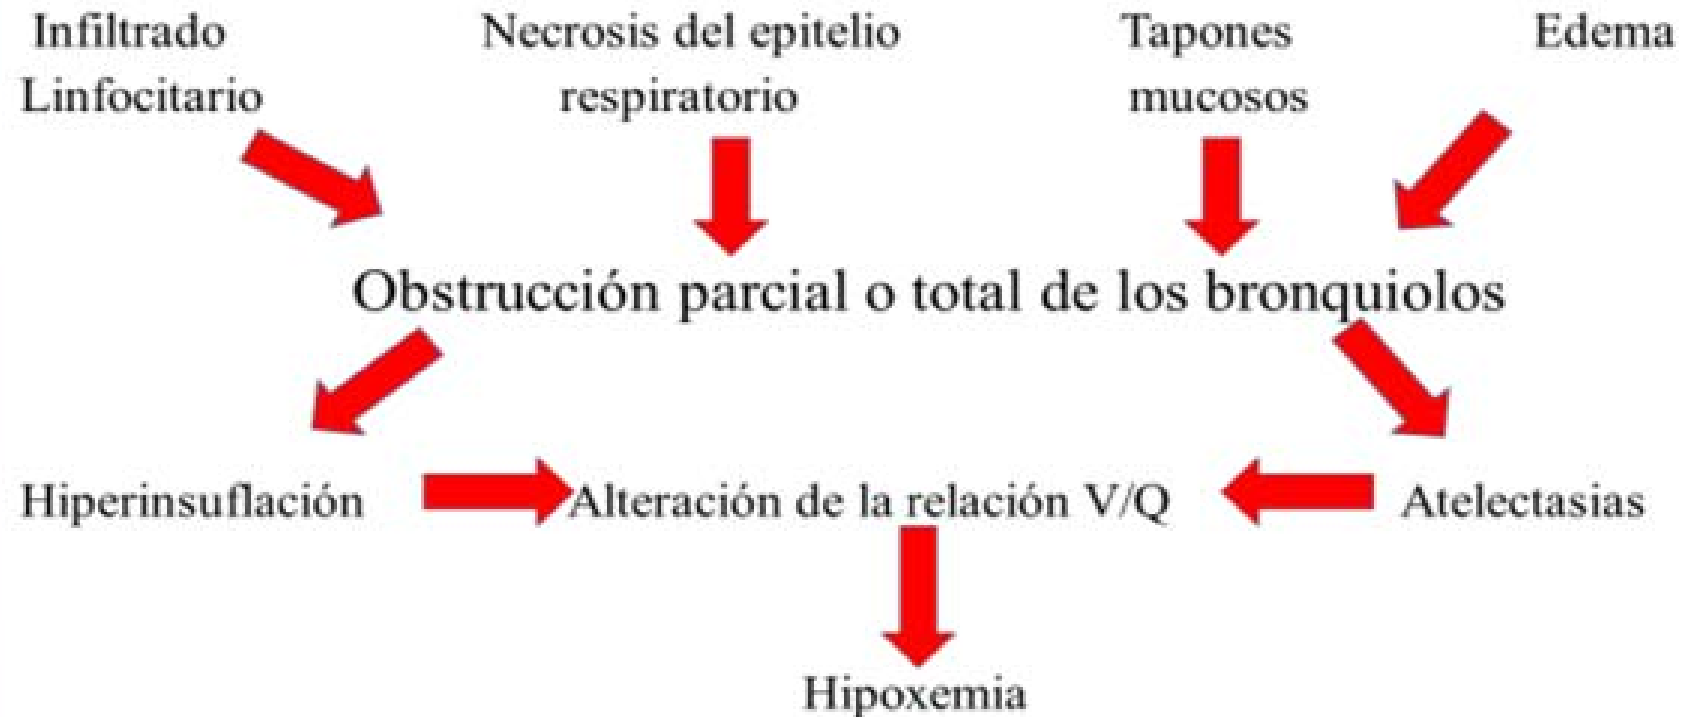 Infiltrado
Linfocitario
Necrosis del epitelio
respiratorio
Tapones
mucosos
Edema
Obstrucción parcial o total de los bronquiolos
Hiperinsuflación
Alteración de la relación V/Q
Atelectasias
Hipoxemia